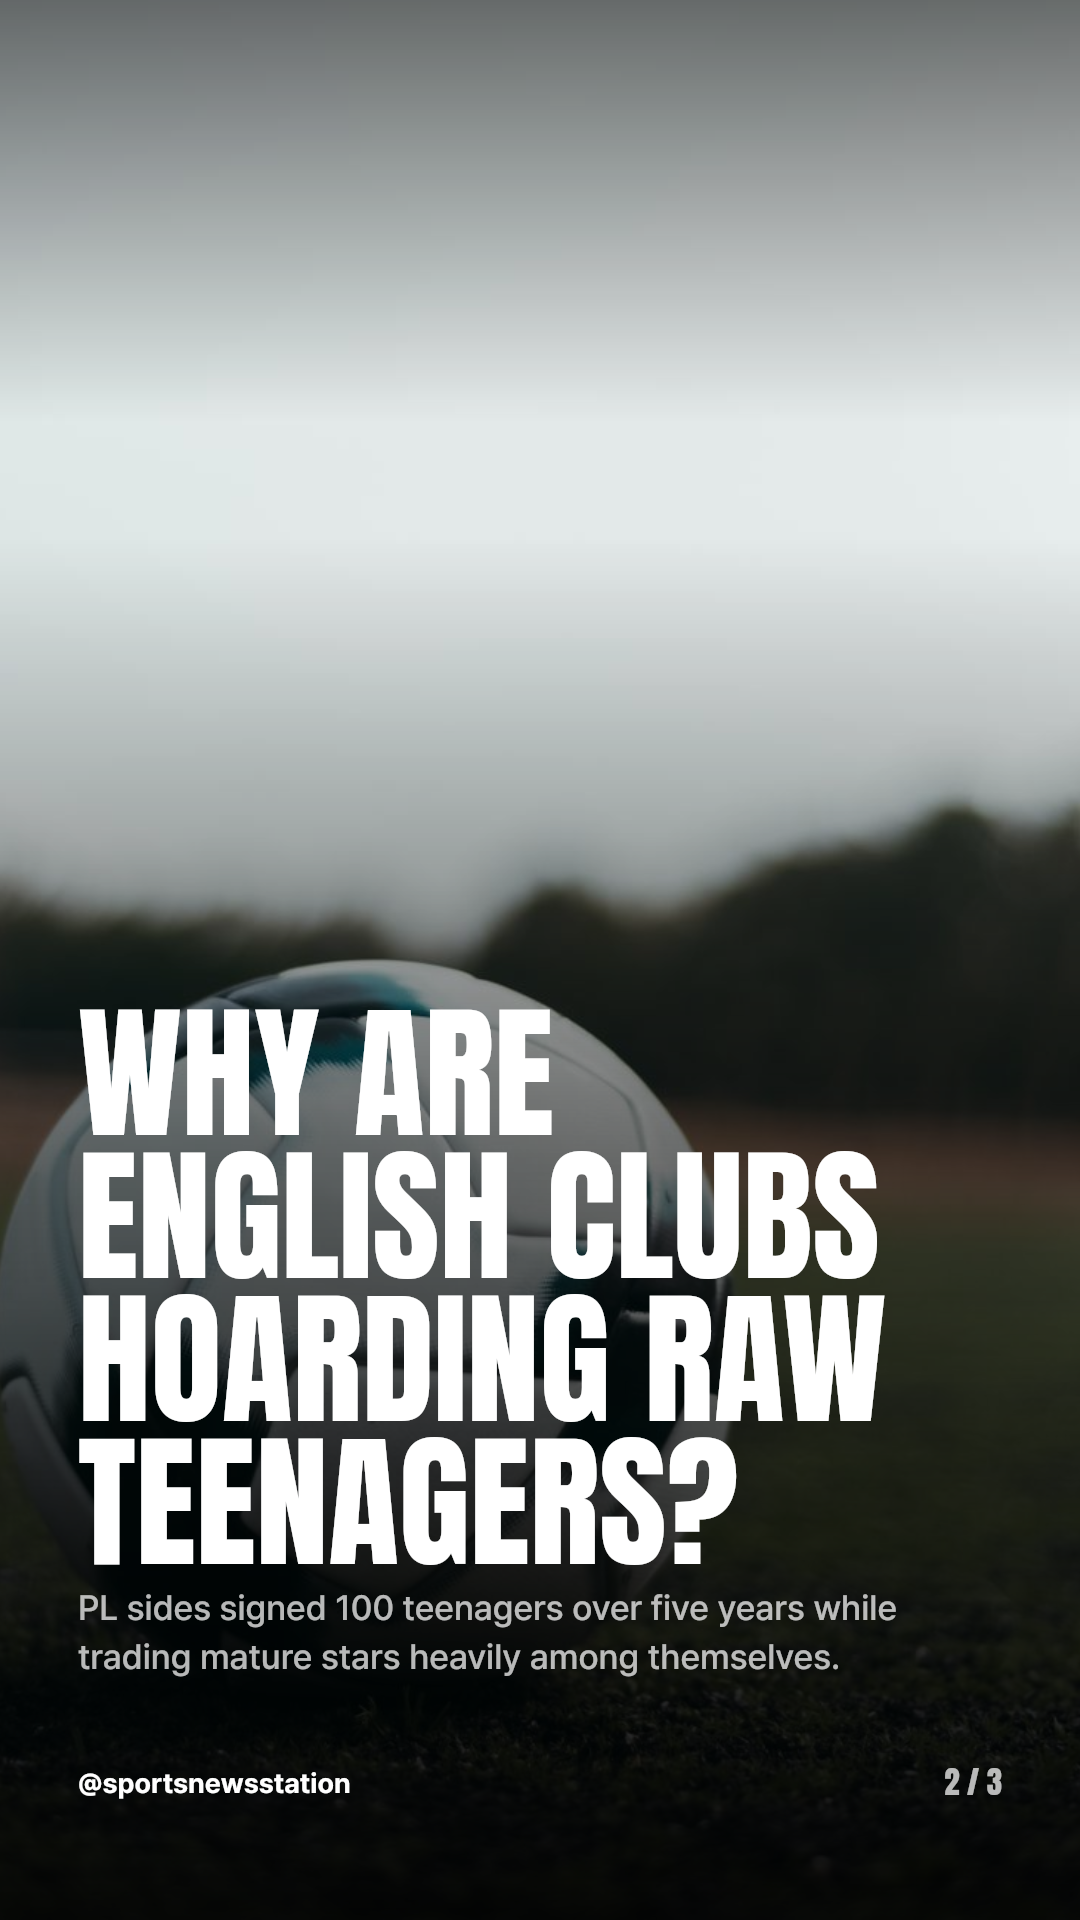 WHY ARE
ENGLISH CLUBS
HOARDING RAW
TEENAGERS?
PL sides signed 100 teenagers over five years while
trading mature stars heavily among themselves.
@sportsnewsstation
2 / 3